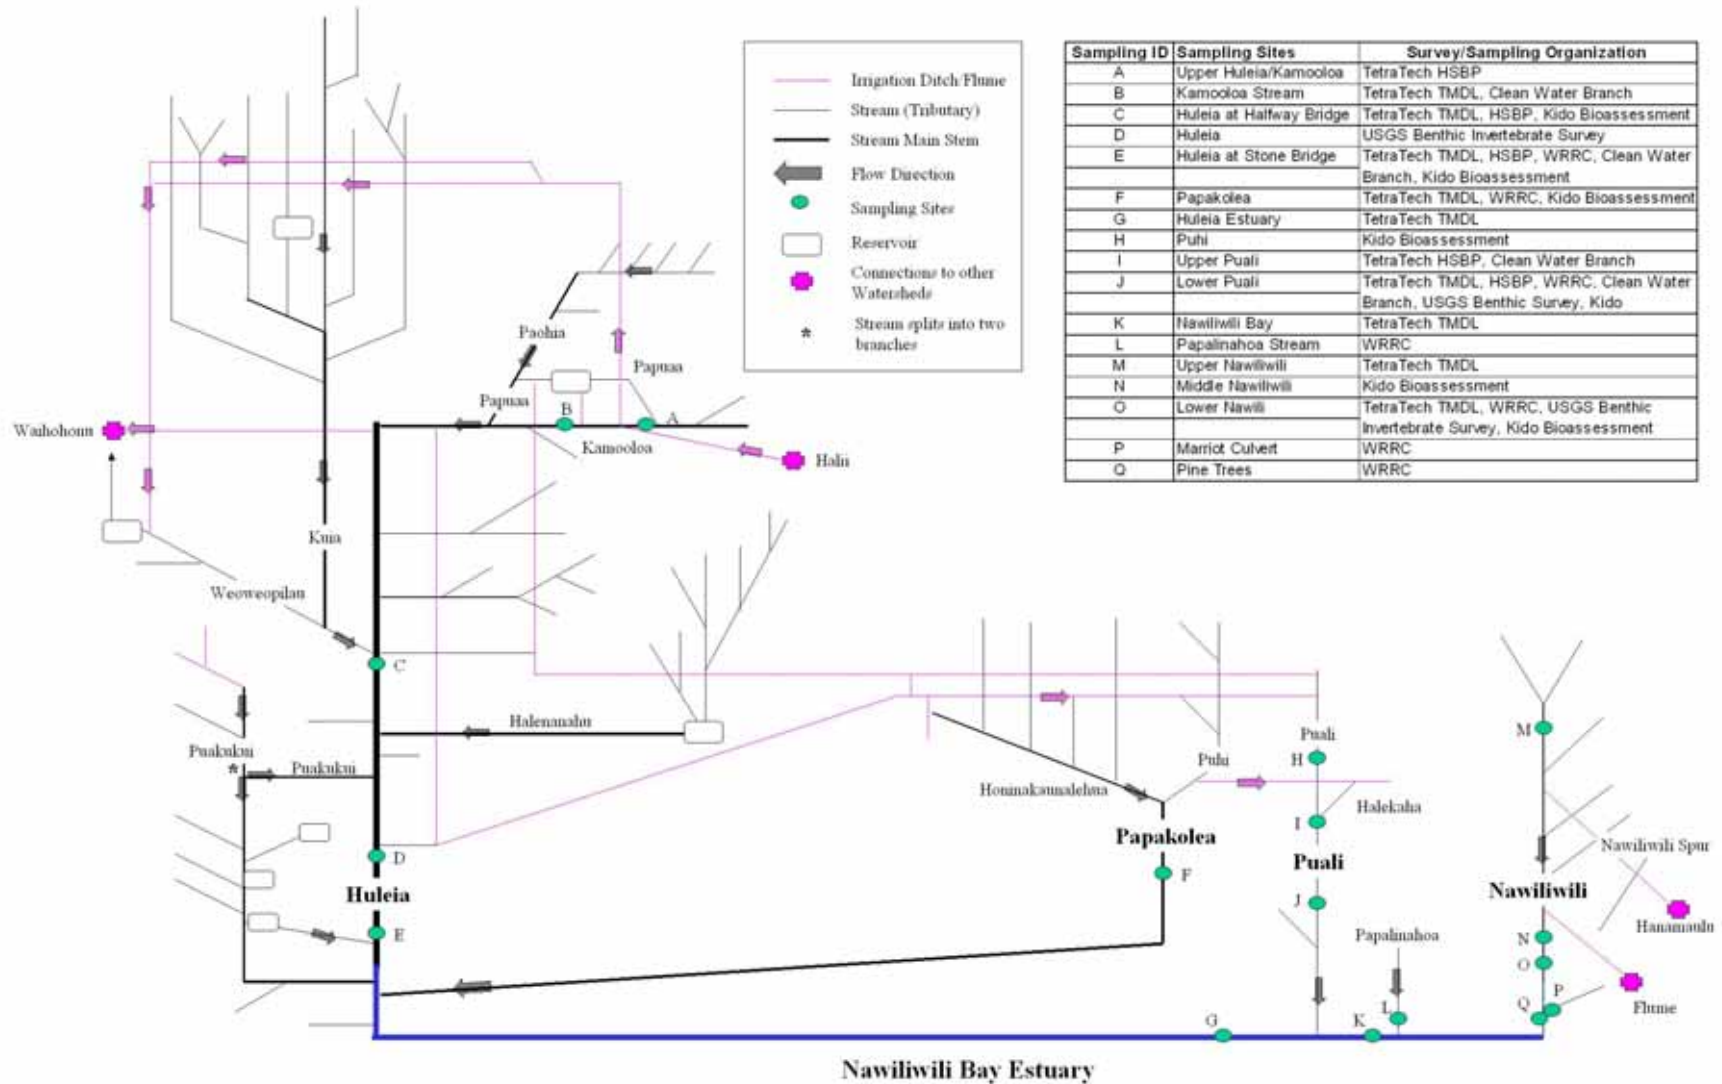 Irrigation Ditch/Flume
Stream (Tributary)
Stream Main Stem
Flow Direction
Sampling Sites
Reservoir
Connections to other
Watersheds
*
Stream splits into two
branches
Sampling ID Sampling Sites Survey/Sampling Organization
A Upper Huleia/Kamooloa TetraTech HSBP
B Kamooloa Stream TetraTech TMDL, Clean Water Branch
C Huleia at Halfway Bridge TetraTech TMDL, HSBP, Kido Bioassessment
D Huleia USGS Benthic Invertebrate Survey
E Huleia at Stone Bridge TetraTech TMDL, HSBP, WRRC, Clean Water
Branch, Kido Bioassessment
F Papakolea TetraTech TMDL, WRRC, Kido Bioassessment
G Huleia Estuary TetraTech TMDL
H Puhi Kido Bioassessment
I Upper Puali TetraTech HSBP, Clean Water Branch
J Lower Puali TetraTech TMDL, HSBP, WRRC, Clean Water
Branch, USGS Benthic Survey, Kido
K Nawiliwili Bay TetraTech TMDL
L Papalinahoa Stream WRRC
M Upper Nawiliwili TetraTech TMDL
N Middle Nawiliwili Kido Bioassessment
O Lower Nawili TetraTech TMDL, WRRC, USGS Benthic
Invertebrate Survey, Kido Bioassessment
P Marriot Culvert WRRC
Q Pine Trees WRRC
Paohia
Papuaa
Papuaa
B
A
Waihohonu
Kamooloa
Halii
Kuia
Weoweopilau
C
Halenanahu
Puakukui
*
Puakukui
D
Huleia
E
Honinakaunalehua
Puhi
Papakolea
F
Puali
H
Halekaha
I
Puali
J
Papalinahoa
L
G
K
M
Nawiliwili Spur
Nawiliwili
Hanamaulu
N
O
P
Q
Flume
Nawiliwili Bay Estuary